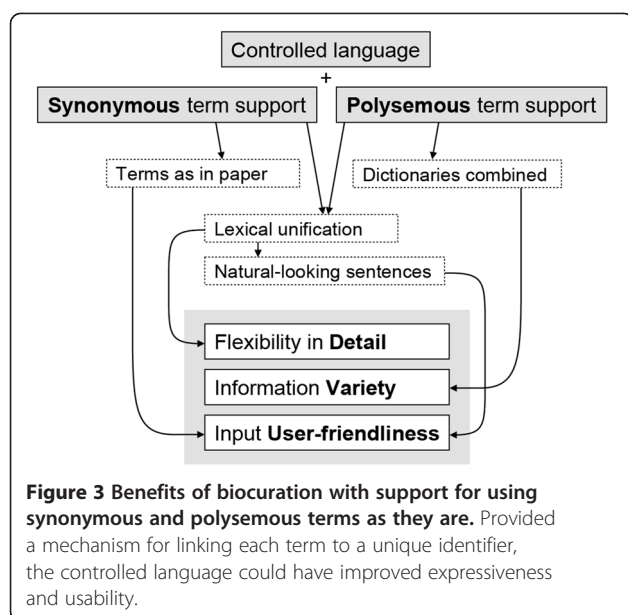 Controlled language
+
Synonymous term support
Polysemous term support
Terms as in paper
Dictionaries combined
Lexical unification
Natural-looking sentences
Flexibility in Detail
Information Variety
Input User-friendliness
Figure 3 Benefits of biocuration with support for using
synonymous and polysemous terms as they are. Provided
a mechanism for linking each term to a unique identifier,
the controlled language could have improved expressiveness
and usability.